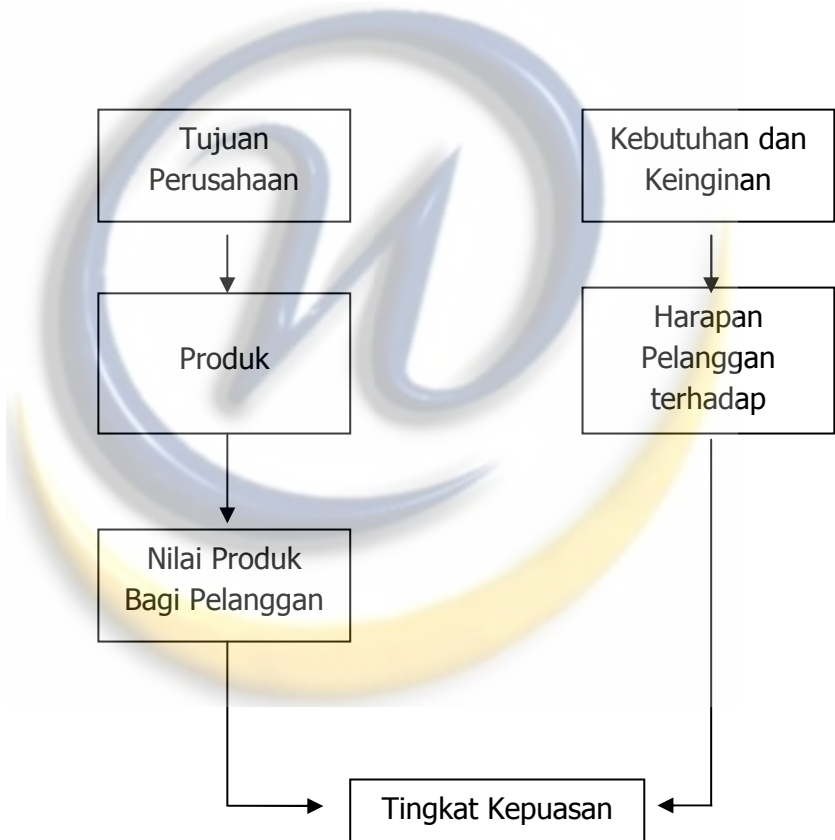 Tujuan
Perusahaan
Produk
Nilai Produk
Bagi Pelanggan
Kebutuhan dan
Keinginan
Harapan
Pelanggan
terhadap
Tingkat Kepuasan